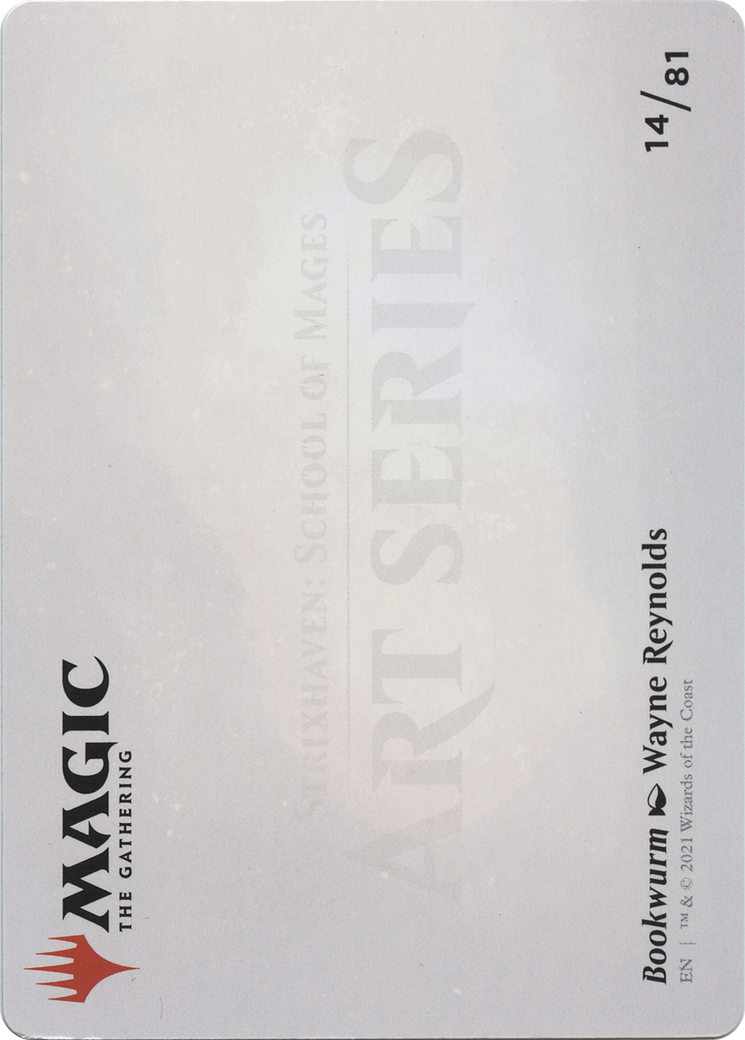 MAGIC
THE GATHERING
STRIXHAVEN: SCHOOL OF MAGES
ART SERIES
Bookwurm Wayne Reynolds
EN | ™ & © 2021 Wizards of the Coast
14/81